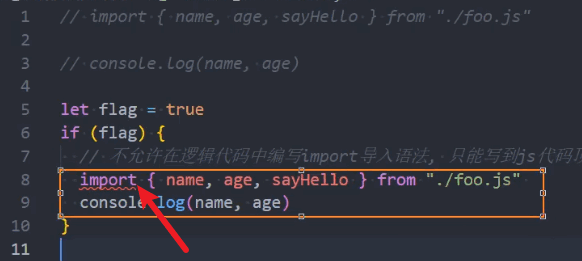 1 // import { name, age, sayHello } from "./foo.js"
2
3 // console.log(name, age)
4
5 let flag = true
6 if (flag) {
7 // 不允许在逻辑代码中编写import导入语法, 只能写到js代码顶
8 import { name, age, sayHello } from "./foo.js"
9 console.log(name, age)
10 }
11